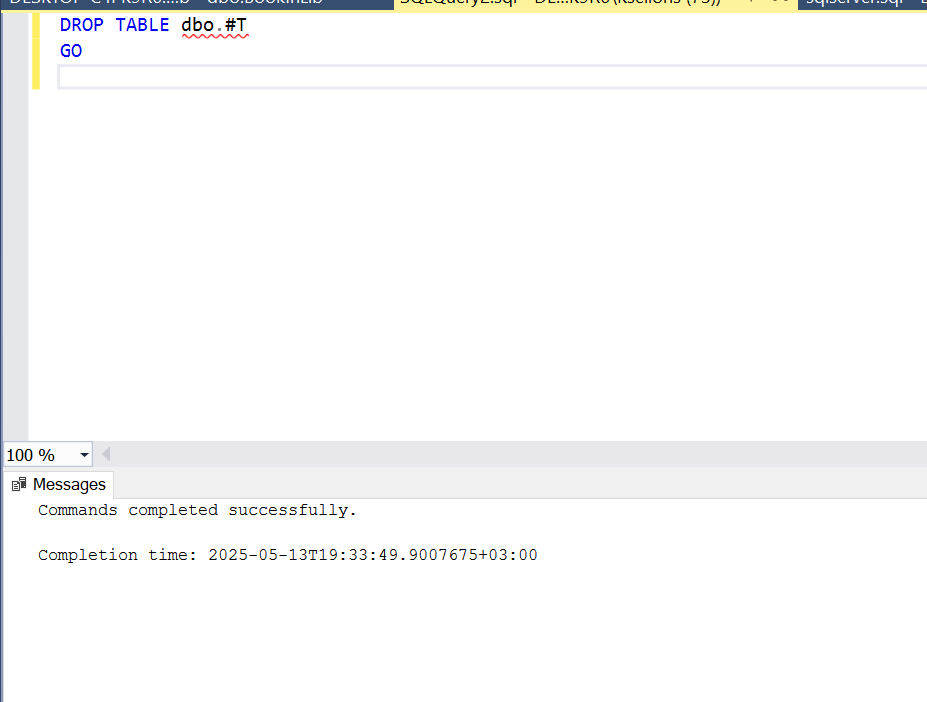 DROP TABLE dbo.#T
GO
100 %
Messages
Commands completed successfully.
Completion time: 2025-05-13T19:33:49.9007675+03:00